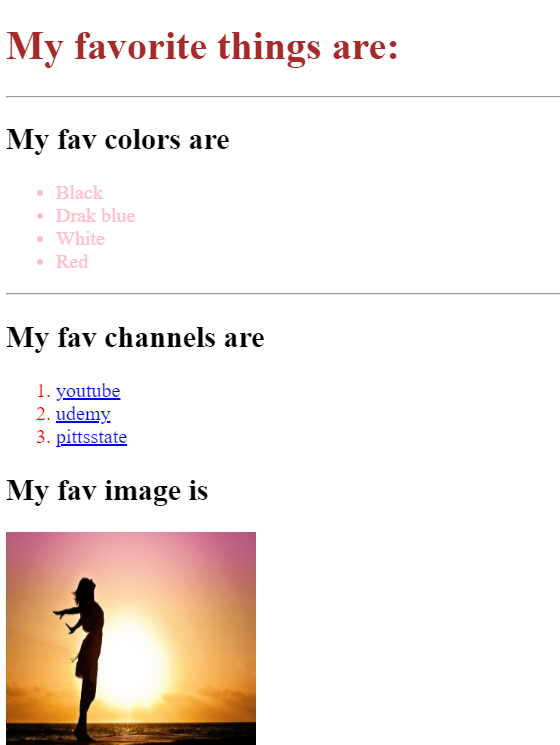 My favorite things are:
My fav colors are
Black
Drak blue
White
Red
My fav channels are
1. youtube
2. udemy
3. pittsstate
My fav image is